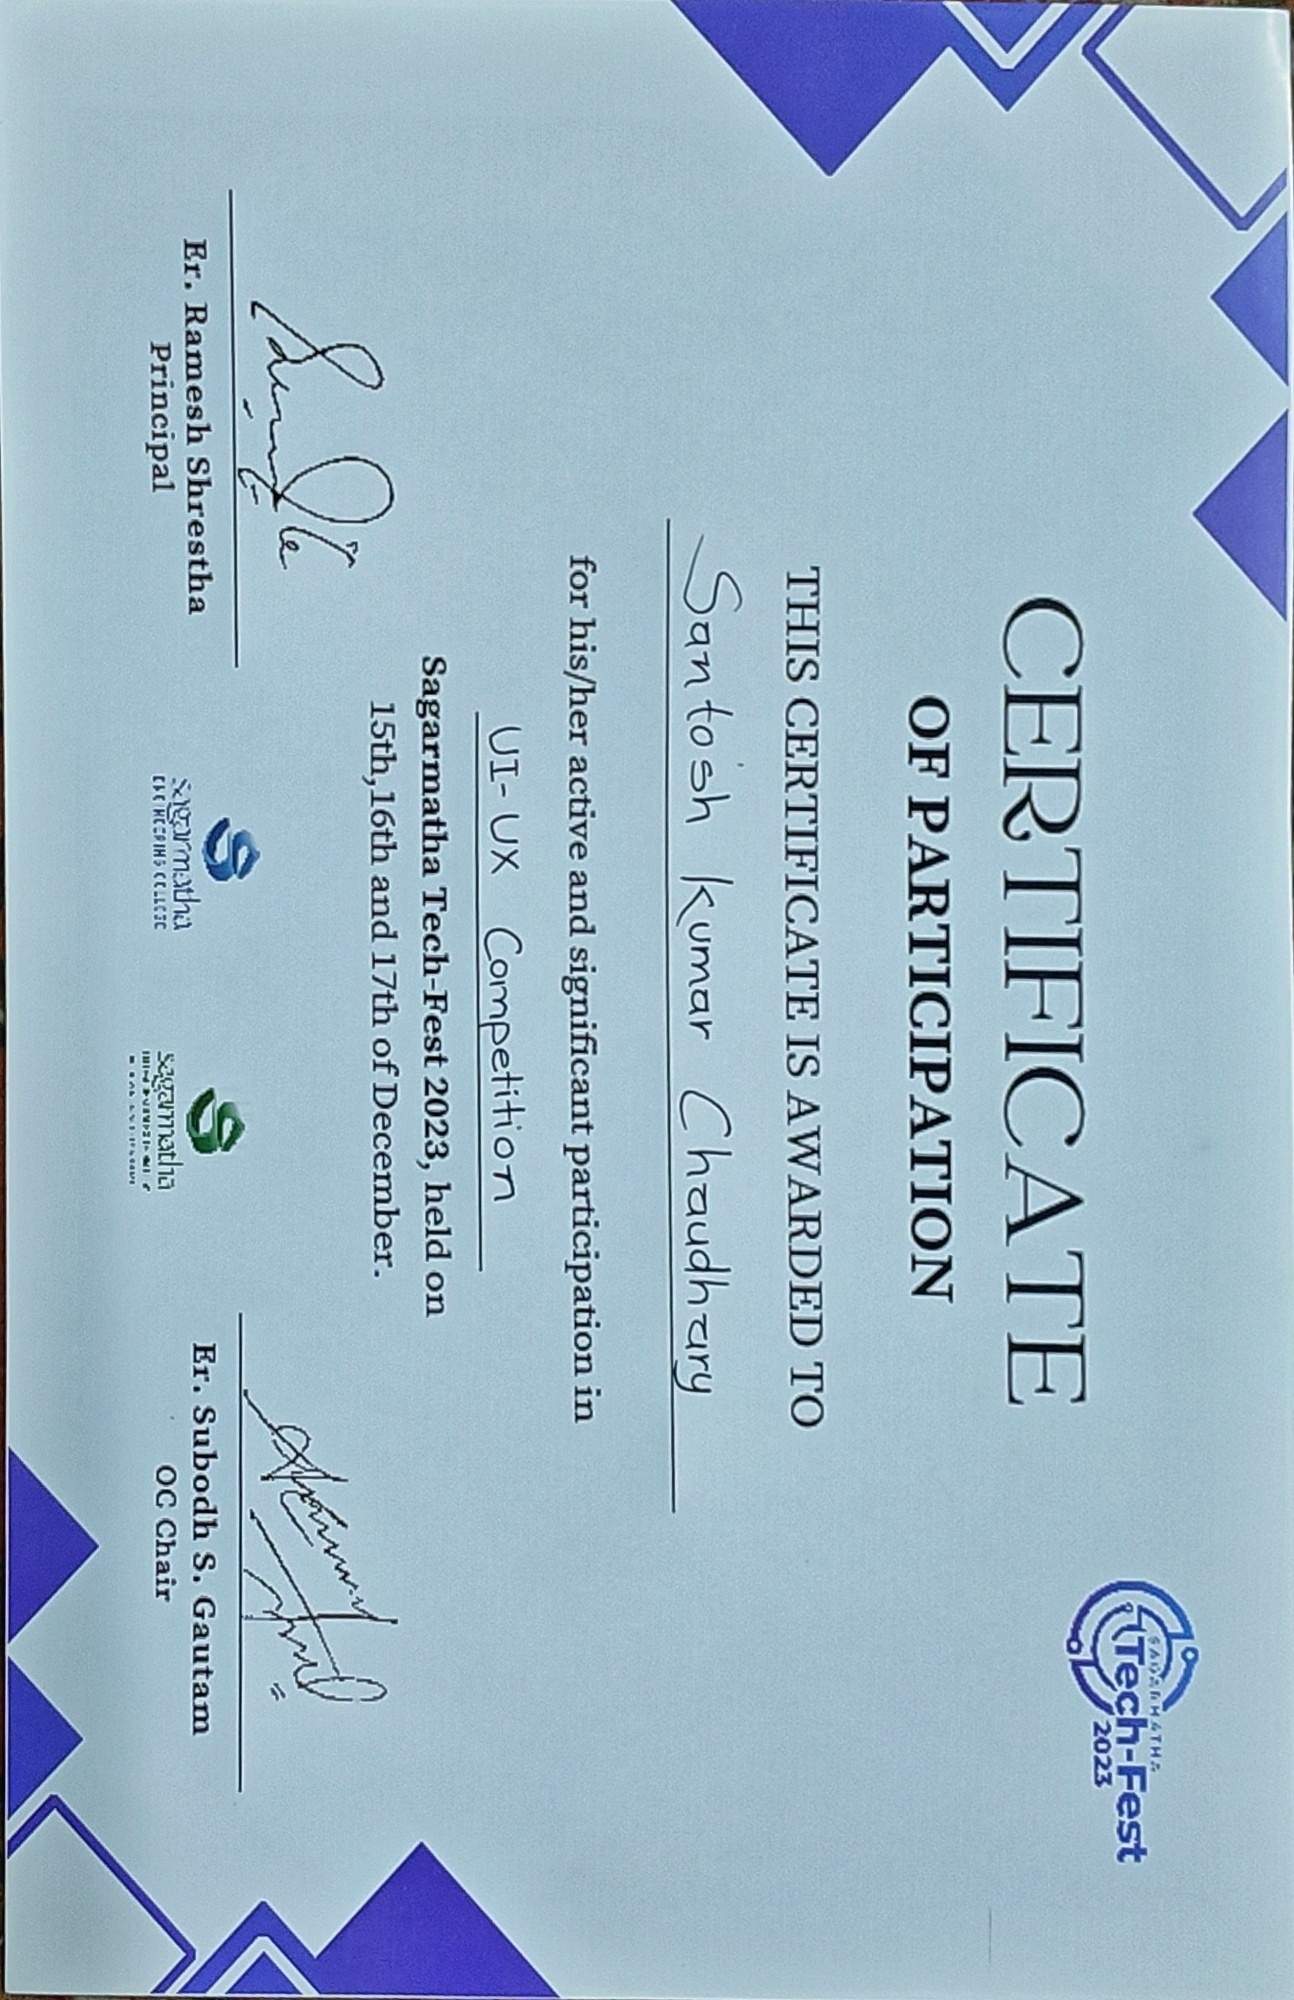 SAGARMATHA
Tech-Fest
2023
CERTIFICATE
OF PARTICIPATION
THIS CERTIFICATE IS AWARDED TO
Santosh Kumar Chaudhary
for his/her active and significant participation in
UI-UX Competition
Sagarmatha Tech-Fest 2023, held on
15th,16th and 17th of December.
Er. Ramesh Shrestha
Principal
sagarmatha
ENGINEERING COLLEGE
sagarmatha
Er. Subodh S. Gautam
OC Chair